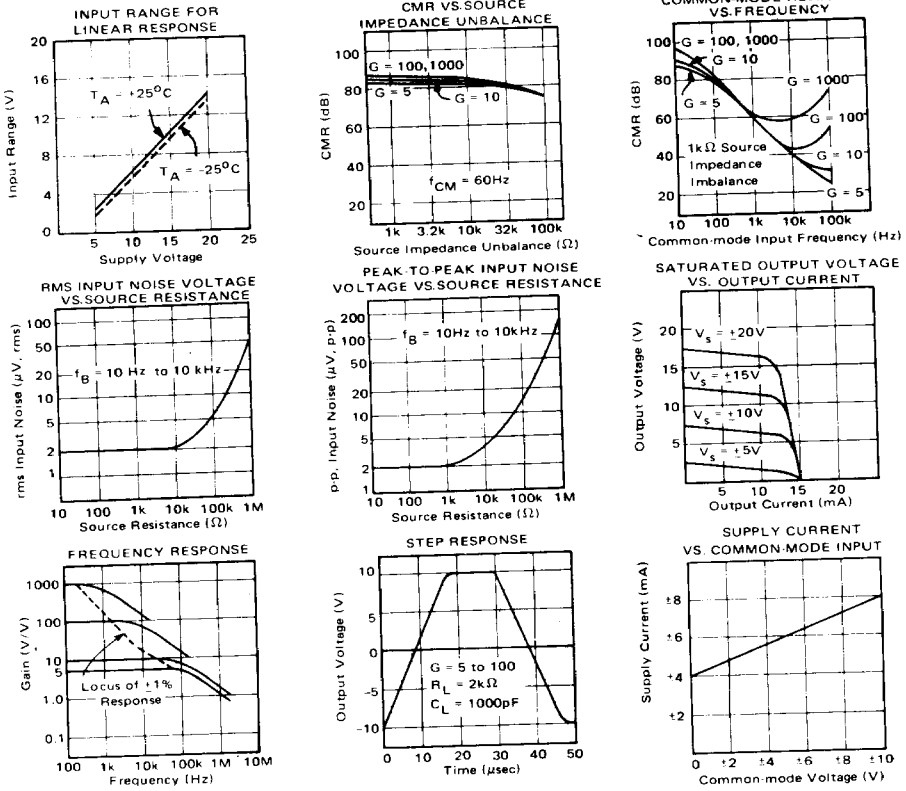 INPUT RANGE FOR
LINEAR RESPONSE
20
16
12
8
4
0
Input Range (V)
T_A = +25°C
T_A = -25°C
5 10 15 20 25
Supply Voltage
CMR VS.SOURCE
IMPEDANCE UNBALANCE
100
80
60
40
20
CMR (dB)
G = 100, 1000
G = 5
G = 10
f_CM = 60Hz
1k 3.2k 10k 32k 100k
Source Impedance Unbalance (Ω)
VS.FREQUENCY
100
80
60
40
20
CMR (dB)
G = 100, 1000
G = 10
G = 5
G = 1000
G = 100
G = 10
G = 5
1kΩ Source
Impedance
Imbalance
10 100 1k 10k 100k
Common-mode Input Frequency (Hz)
RMS INPUT NOISE VOLTAGE
VS.SOURCE RESISTANCE
100
50
20
10
5
2
1
rms Input Noise (μV, rms)
f_B = 10 Hz to 10 kHz
10 100 1k 10k 100k 1M
Source Resistance (Ω)
PEAK-TO-PEAK INPUT NOISE
VOLTAGE VS.SOURCE RESISTANCE
200
100
50
20
10
5
2
1
p-p. Input Noise (μV, p-p)
f_B = 10Hz to 10kHz
10 100 1k 10k 100k 1M
Source Resistance (Ω)
SATURATED OUTPUT VOLTAGE
VS. OUTPUT CURRENT
20
15
10
5
Output Voltage (V)
V_s = ±20V
V_s = ±15V
V_s = ±10V
V_s = ±5V
5 10 15 20
Output Current (mA)
FREQUENCY RESPONSE
1000
100
10
5
1.0
0.1
Gain (V/V)
Locus of ±1%
Response
100 1k 10k 100k 1M 10M
Frequency (Hz)
STEP RESPONSE
10
5
0
-5
-10
Output Voltage (V)
G = 5 to 100
R_L = 2kΩ
C_L = 1000pF
0 10 20 30 40 50
Time (μsec)
SUPPLY CURRENT
VS. COMMON-MODE INPUT
±8
±6
±4
±2
Supply Current (mA)
0 ±2 ±4 ±6 ±8 ±10
Common-mode Voltage (V)